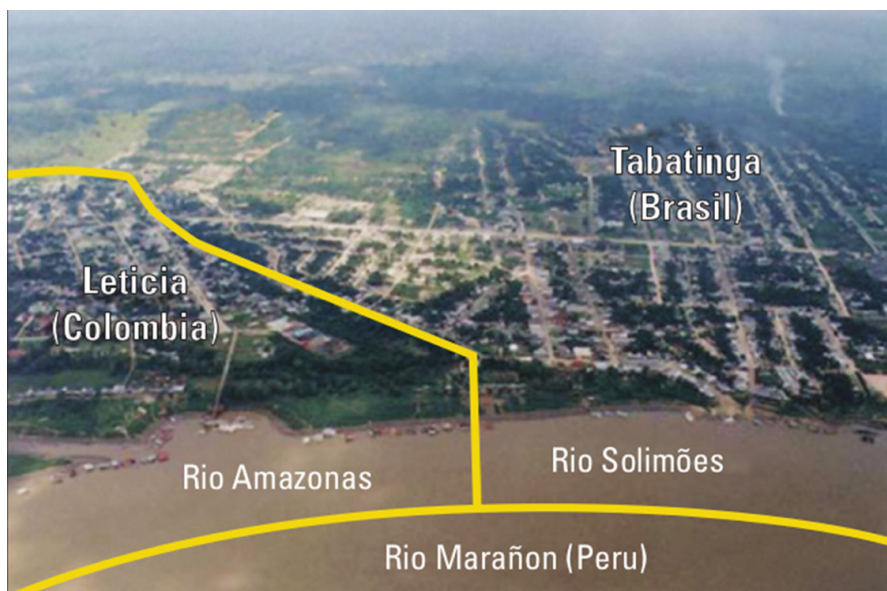 Tabatinga
(Brasil)
Leticia
(Colombia)
Rio Amazonas
Rio Solimões
Rio Marañon (Peru)